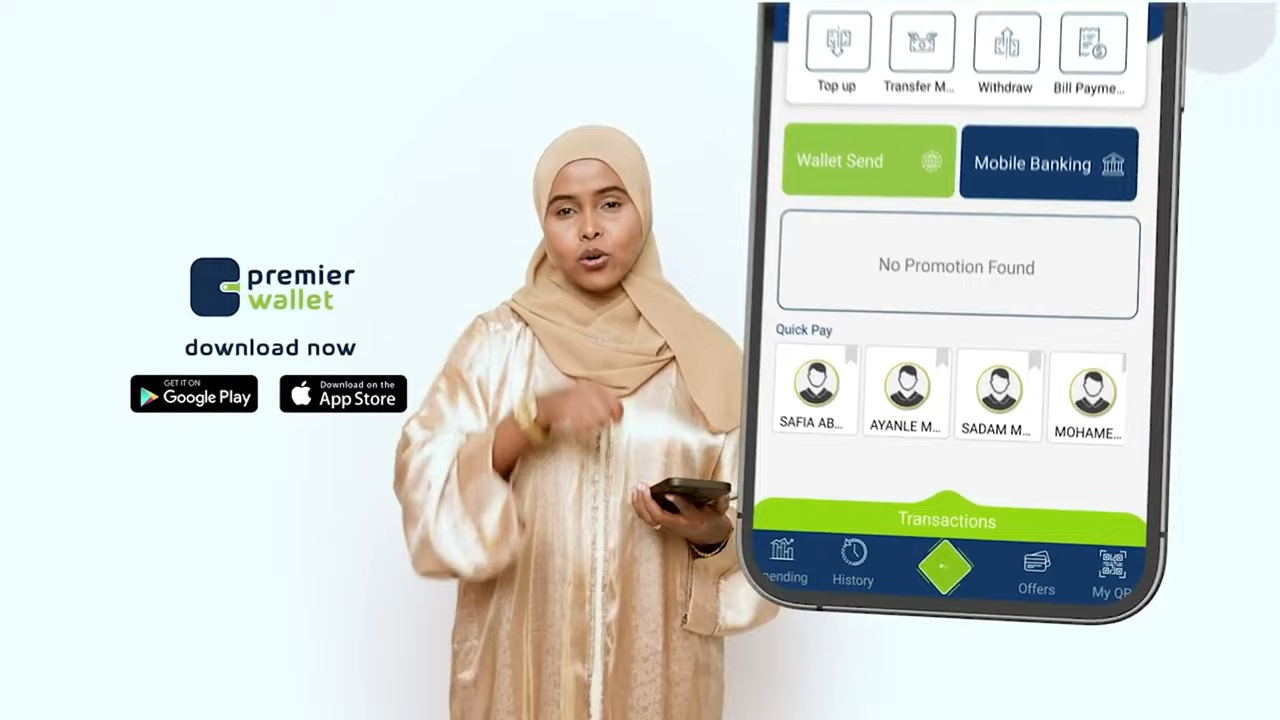 premier
wallet
download now
GET IT ON
Google Play
Download on the
App Store
Top up
Transfer M...
Withdraw
Bill Payme...
Wallet Send
Mobile Banking
No Promotion Found
Quick Pay
SAFIA AB...
AYANLE M...
SADAM M...
MOHAME...
Transactions
pending
History
Offers
My QR